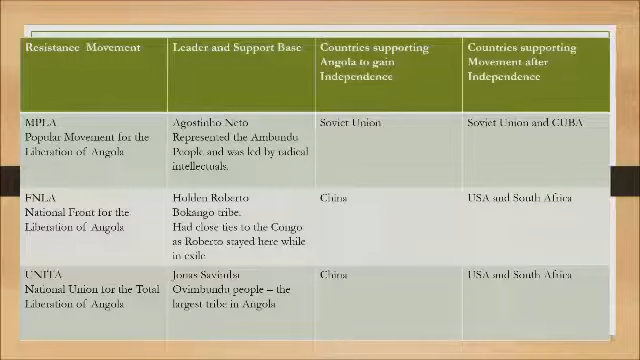 Resistance Movement
Leader and Support Base
Countries supporting
Angola to gain
Independence
Countries supporting
Movement after
Independence
MPLA
Popular Movement for the
Liberation of Angola
Agostinho Neto
Represented the Ambundu
People and was led by radical
intellectuals.
Soviet Union
Soviet Union and CUBA
FNLA
National Front for the
Liberation of Angola
Holden Roberto
Bokango tribe.
Had close ties to the Congo
as Roberto stayed here while
in exile
China
USA and South Africa
UNITA
National Union for the Total
Liberation of Angola
Jonas Savimba
Ovimbundu people – the
largest tribe in Angola
China
USA and South Africa